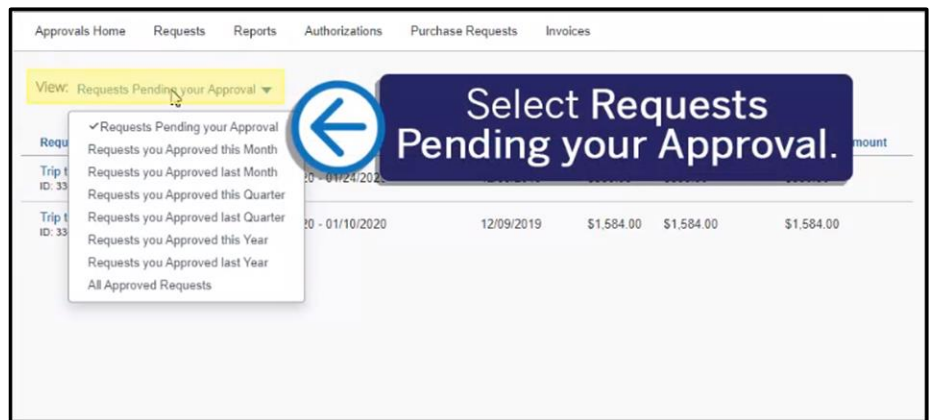 Approvals Home Requests Reports Authorizations Purchase Requests Invoices
View: Requests Pending your Approval
Select Requests
Pending your Approval.
✓Requests Pending your Approval
Requests you Approved this Month
Requests you Approved last Month
Requests you Approved this Quarter
Requests you Approved last Quarter
Requests you Approved this Year
Requests you Approved last Year
All Approved Requests
Requ mount
Trip t
ID: 33
Trip t 20 - 01/10/2020 12/09/2019 $1,584.00 $1,584.00 $1,584.00
ID: 33